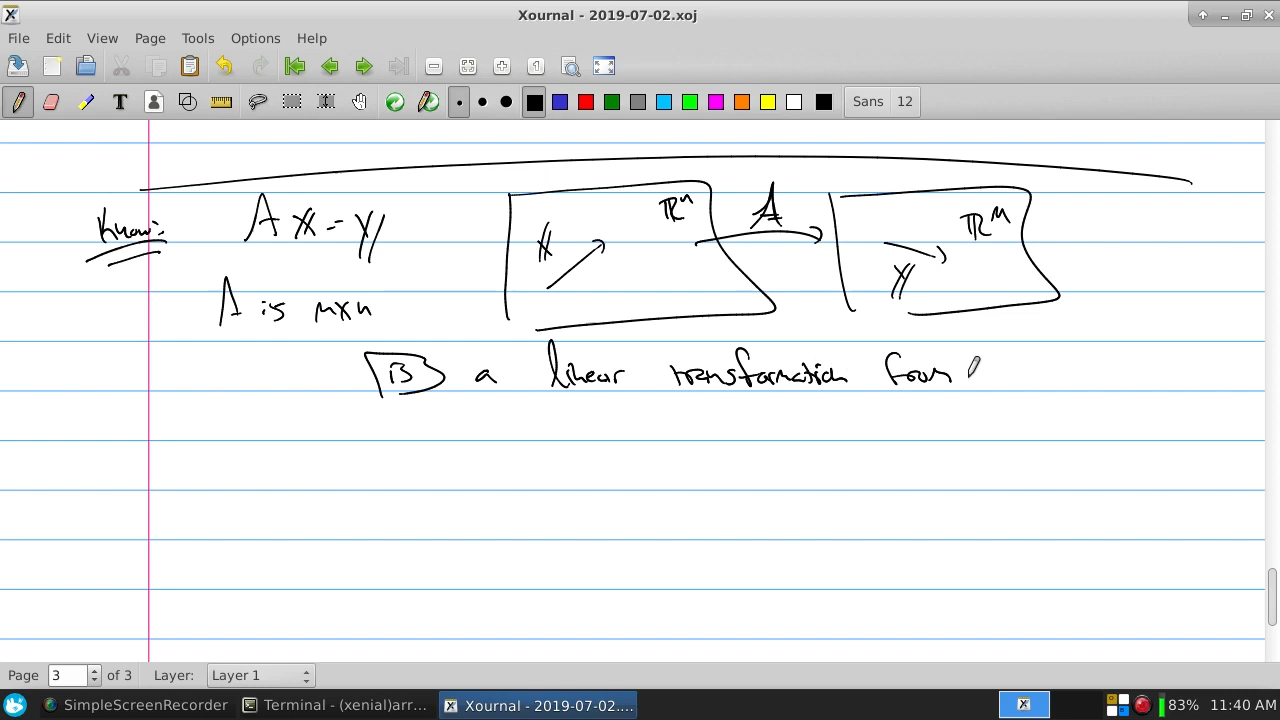 Xournal - 2019-07-02.xoj
File Edit View Page Tools Options Help
Sans 12
Know: A x = y ℝⁿ A ℝᵐ
x y
A is m×n
B a linear transformation from
Page 3 of 3 Layer: Layer 1
SimpleScreenRecorder Terminal - (xenial)arr... Xournal - 2019-07-02.... 83% 11:40 AM